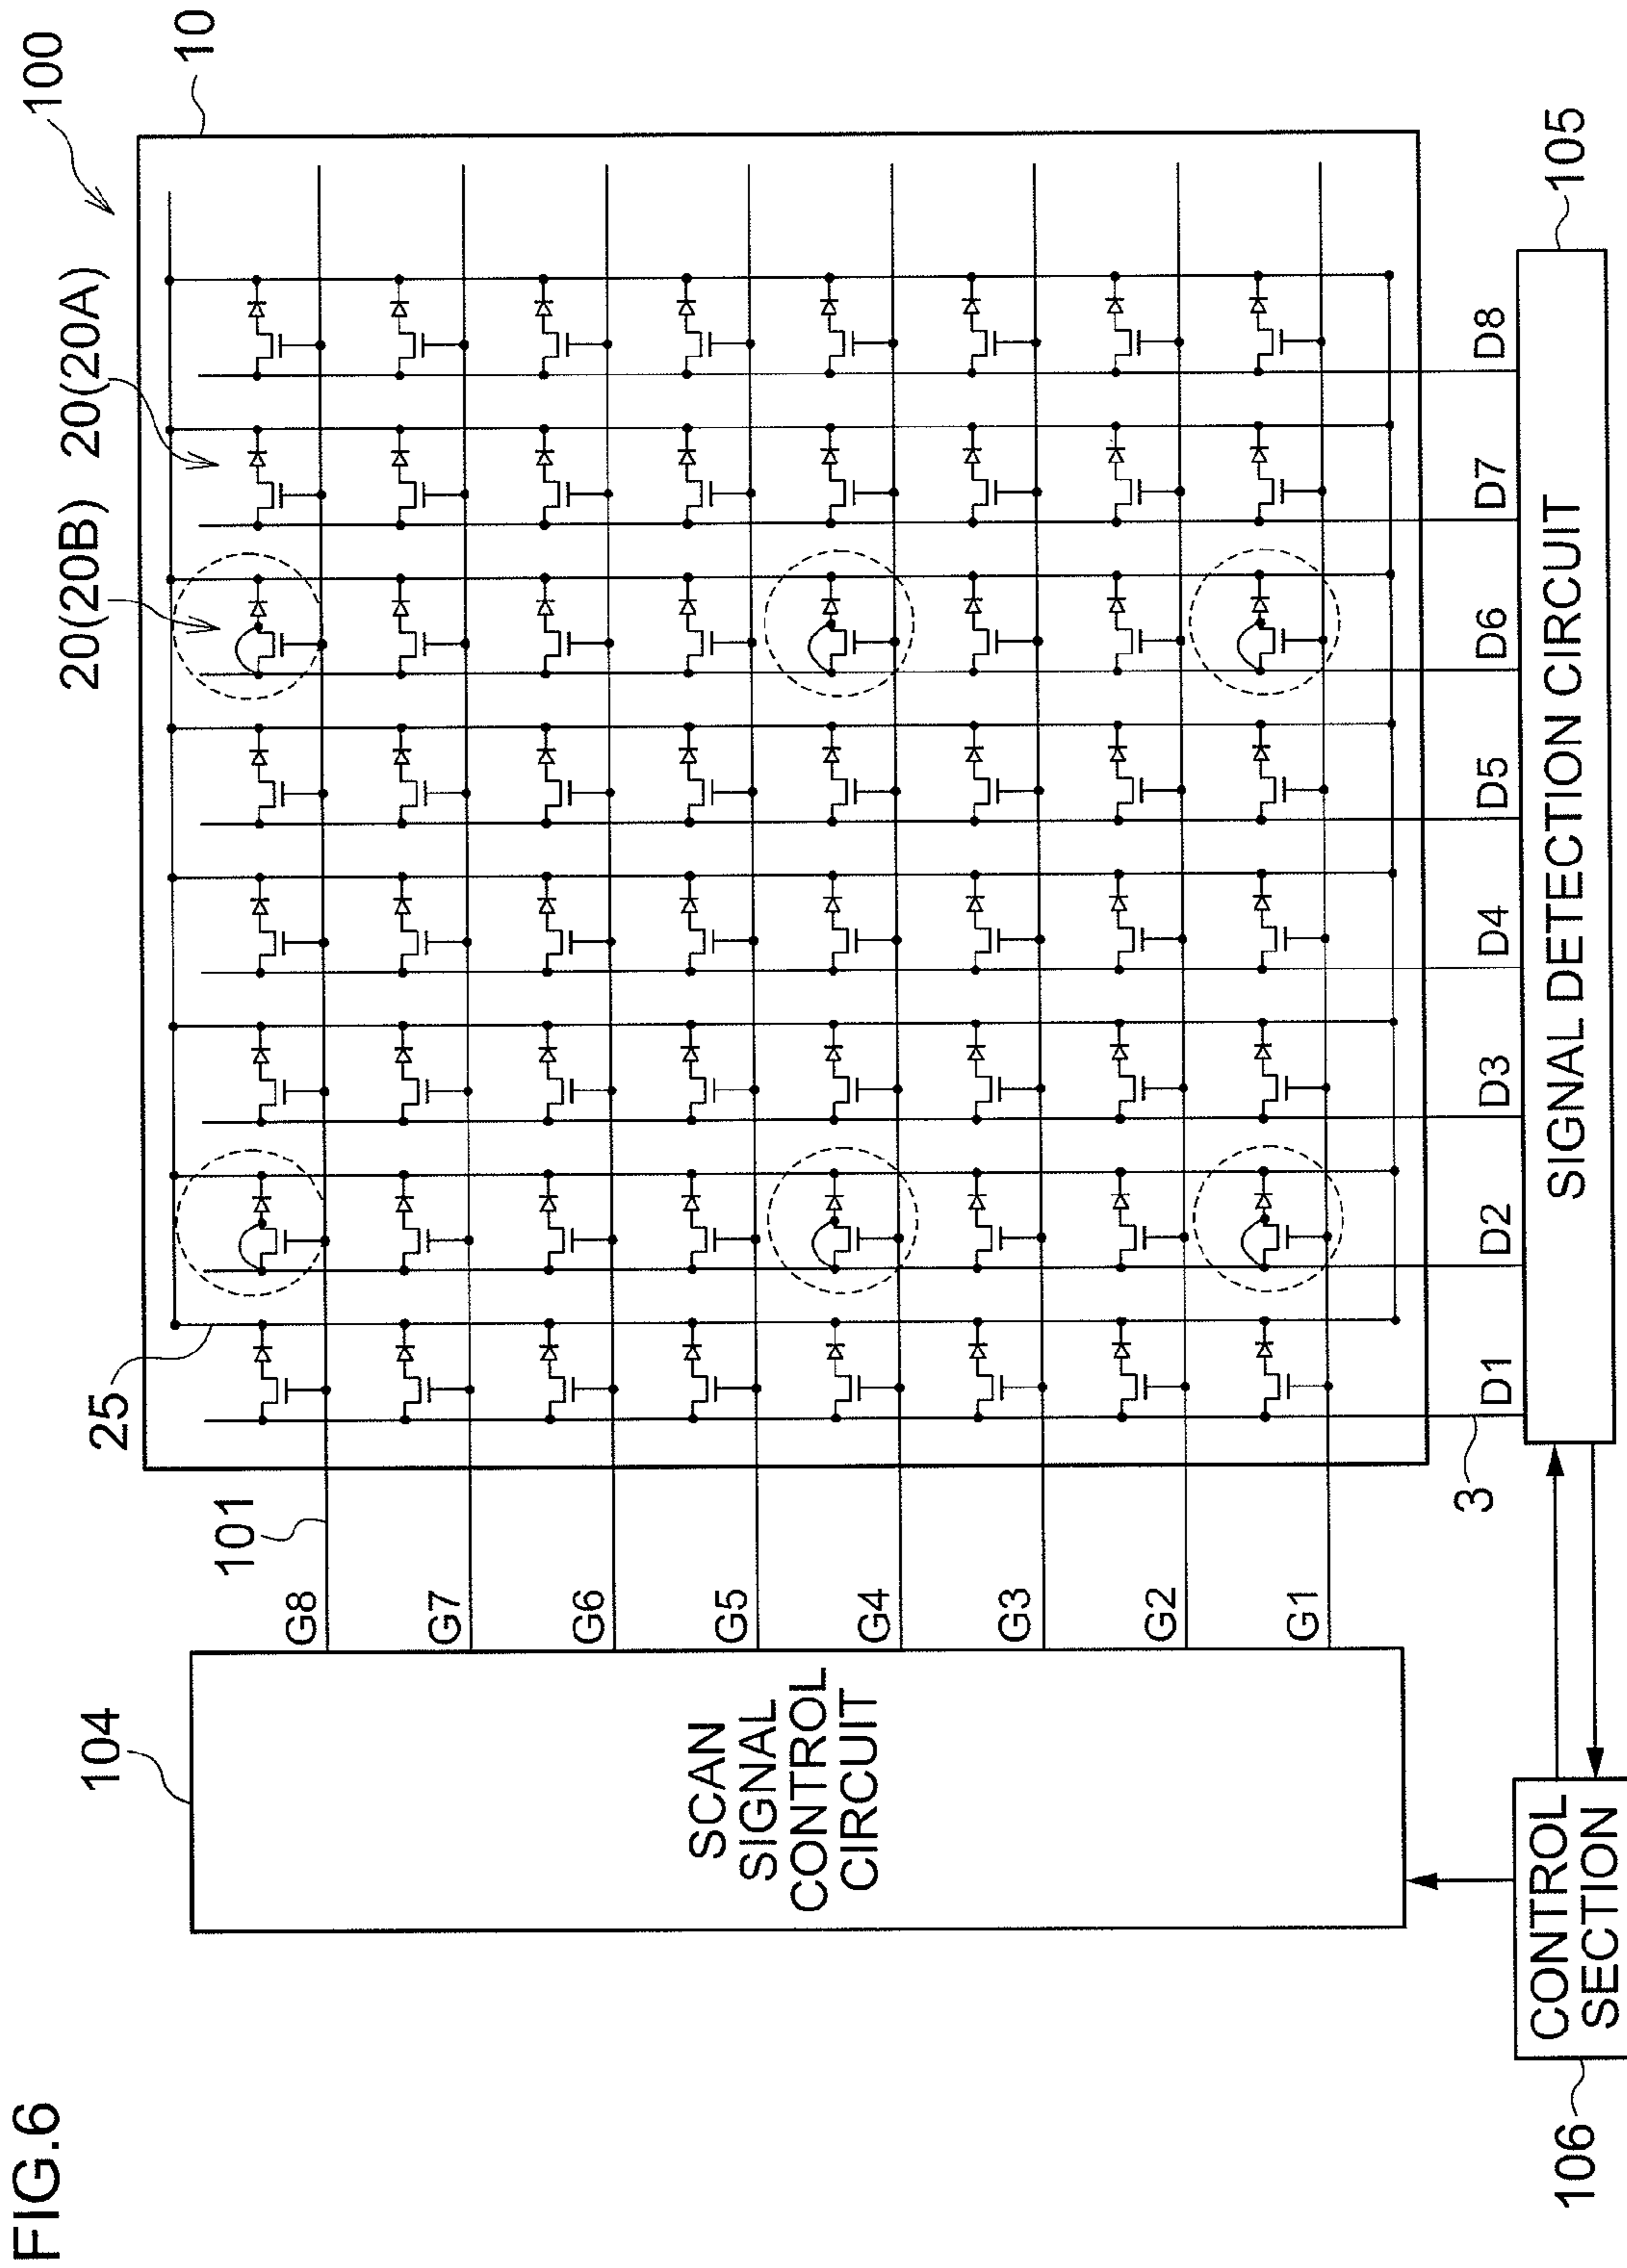 FIG.6
100
10
20(20A)
20(20B)
25
101
104
SCAN
SIGNAL
CONTROL
CIRCUIT
G8
G7
G6
G5
G4
G3
G2
G1
3
D1
D2
D3
D4
D5
D6
D7
D8
105
SIGNAL DETECTION CIRCUIT
106
CONTROL
SECTION